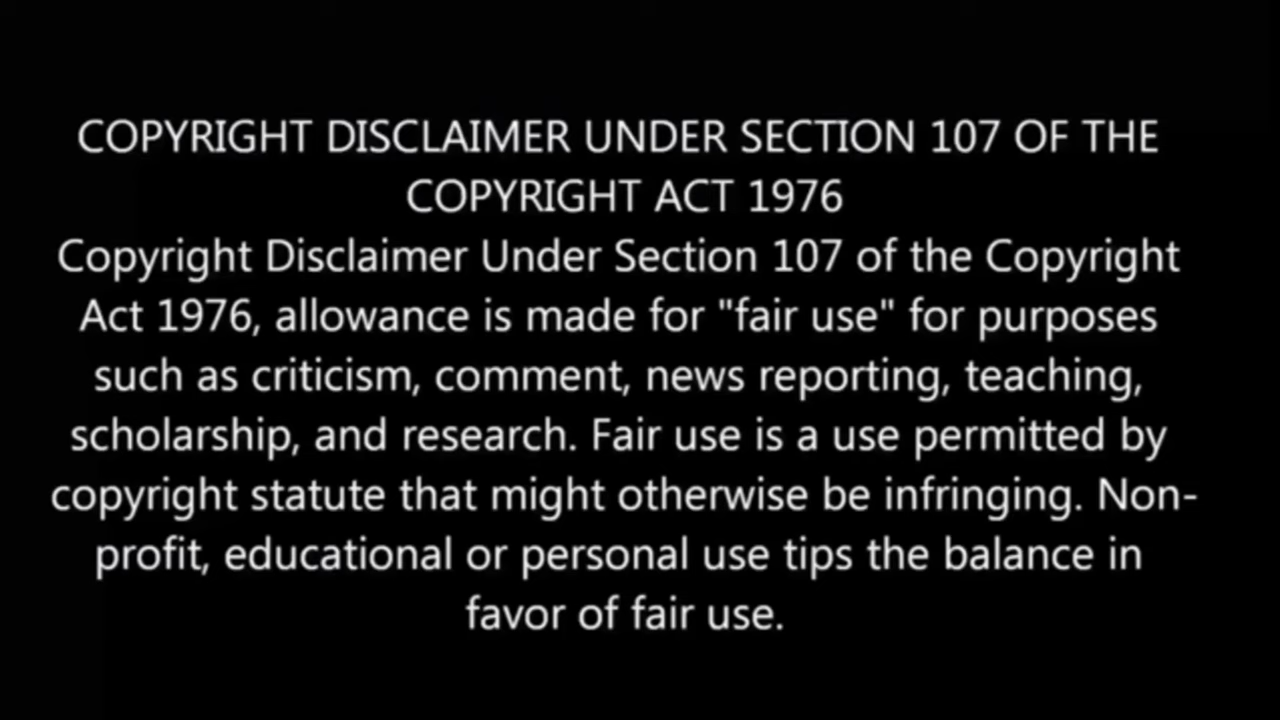 COPYRIGHT DISCLAIMER UNDER SECTION 107 OF THE
COPYRIGHT ACT 1976
Copyright Disclaimer Under Section 107 of the Copyright
Act 1976, allowance is made for "fair use" for purposes
such as criticism, comment, news reporting, teaching,
scholarship, and research. Fair use is a use permitted by
copyright statute that might otherwise be infringing. Non-
profit, educational or personal use tips the balance in
favor of fair use.